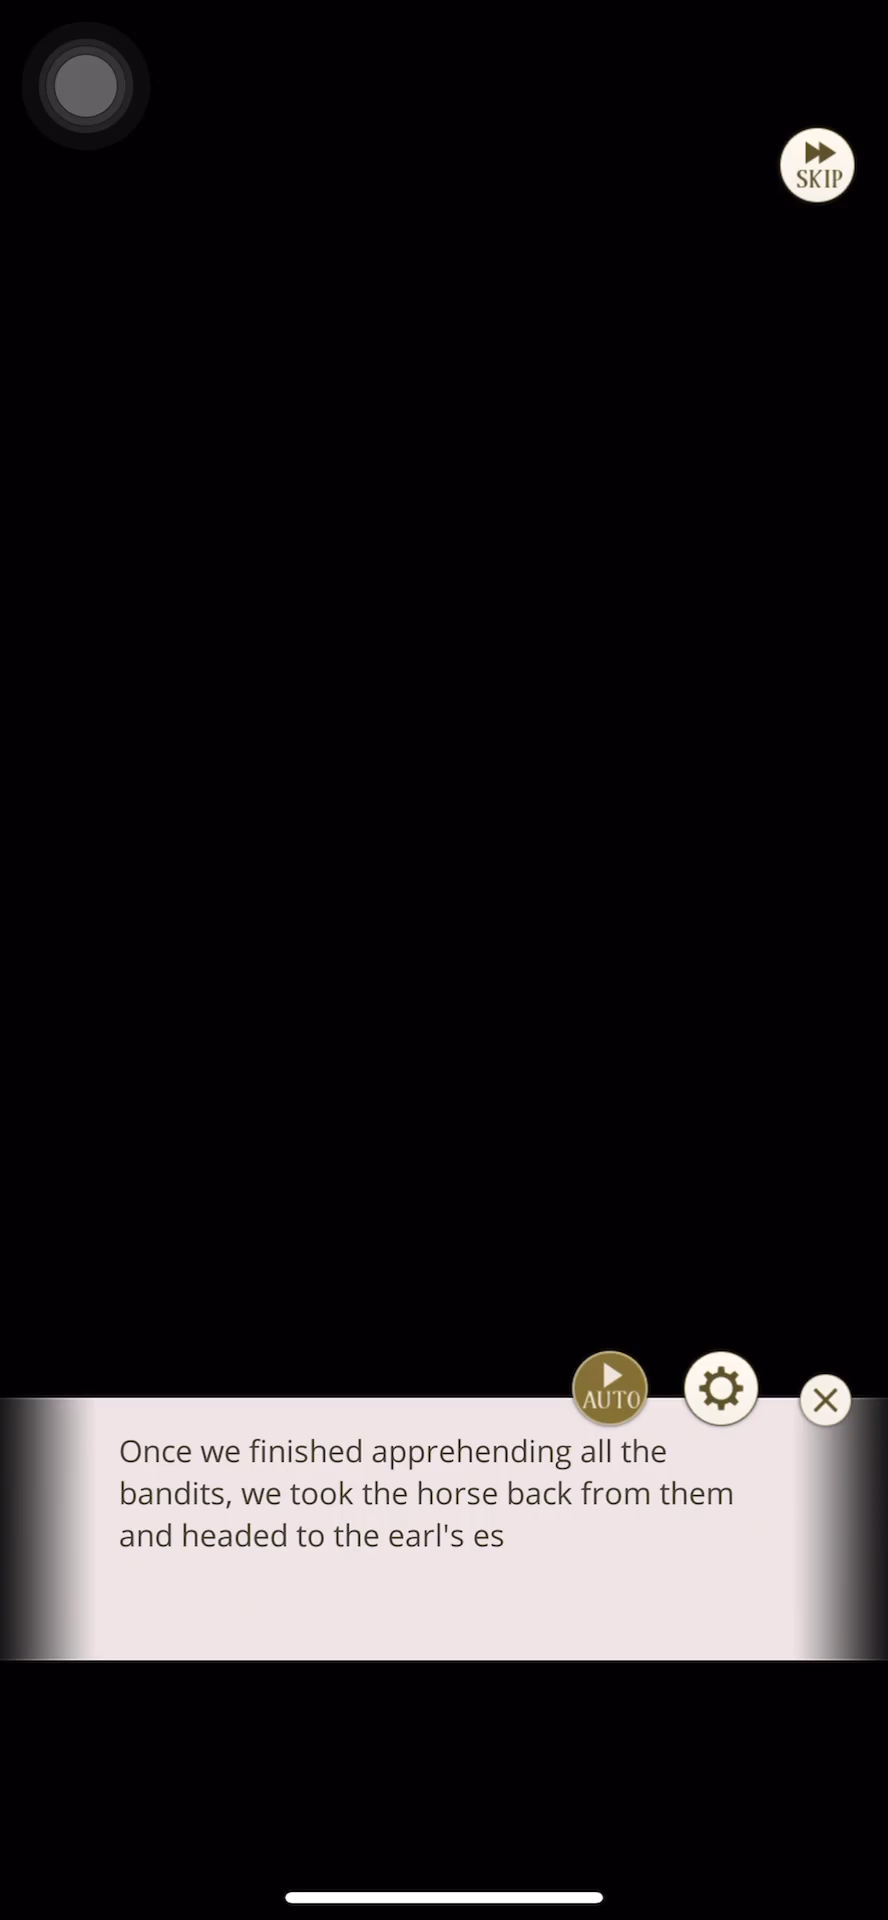 SKIP
AUTO
Once we finished apprehending all the
bandits, we took the horse back from them
and headed to the earl's es